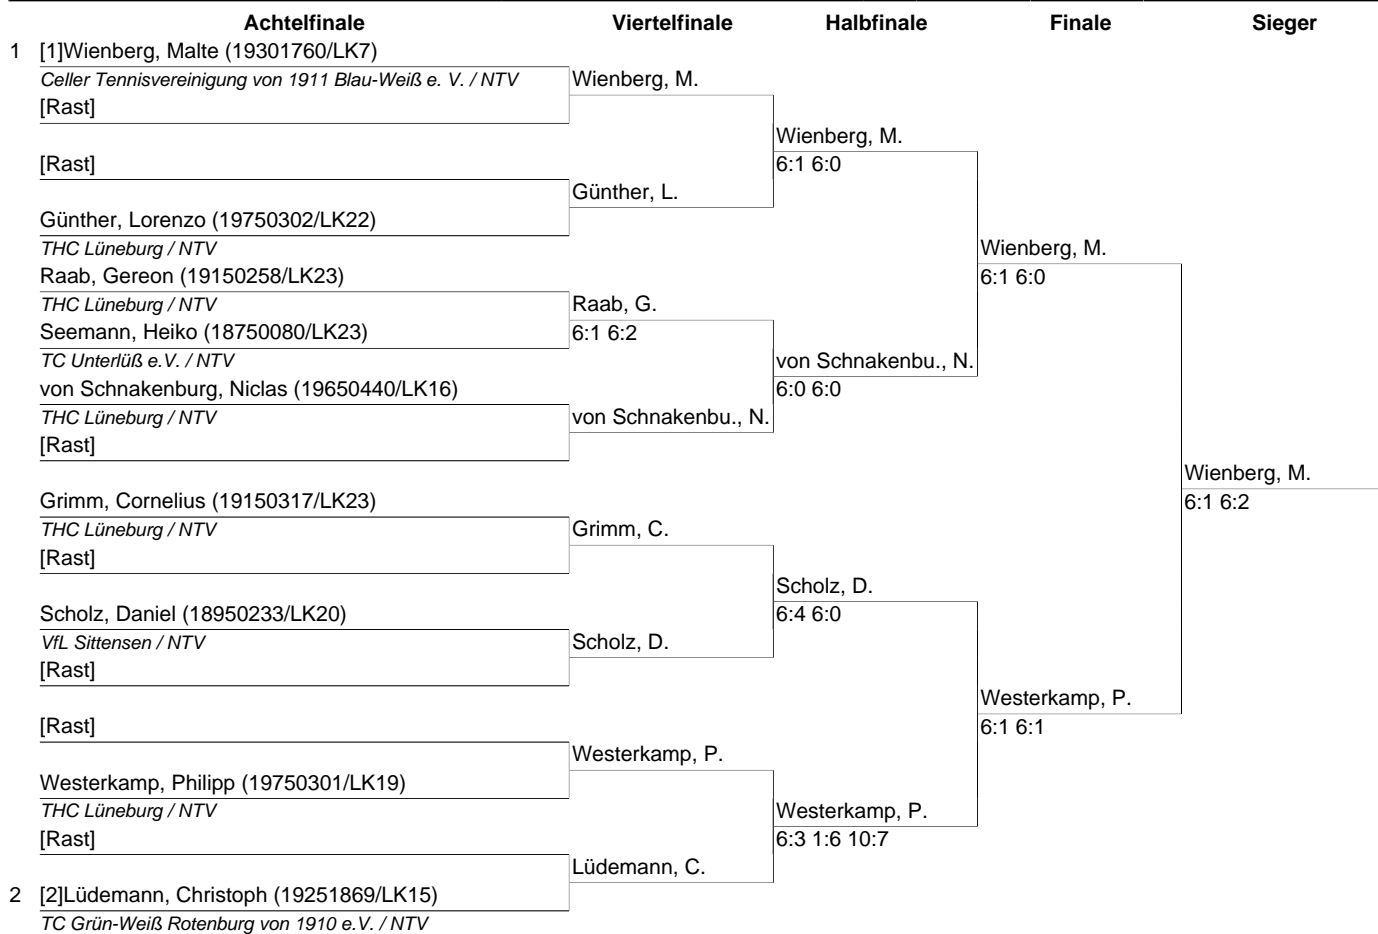 Achtelfinale Viertelfinale Halbfinale Finale Sieger
1 [1]Wienberg, Malte (19301760/LK7)
Celler Tennisvereinigung von 1911 Blau-Weiß e. V. / NTV Wienberg, M.
[Rast]
Wienberg, M.
[Rast] 6:1 6:0
Günther, L.
Günther, Lorenzo (19750302/LK22)
THC Lüneburg / NTV Wienberg, M.
Raab, Gereon (19150258/LK23) 6:1 6:0
THC Lüneburg / NTV Raab, G.
Seemann, Heiko (18750080/LK23) 6:1 6:2
TC Unterlüß e.V. / NTV von Schnakenbu., N.
von Schnakenburg, Niclas (19650440/LK16) 6:0 6:0
THC Lüneburg / NTV von Schnakenbu., N.
[Rast]
Wienberg, M.
Grimm, Cornelius (19150317/LK23) 6:1 6:2
THC Lüneburg / NTV Grimm, C.
[Rast]
Scholz, D.
Scholz, Daniel (18950233/LK20) 6:4 6:0
VfL Sittensen / NTV Scholz, D.
[Rast]
Westerkamp, P.
[Rast] 6:1 6:1
Westerkamp, P.
Westerkamp, Philipp (19750301/LK19)
THC Lüneburg / NTV Westerkamp, P.
[Rast] 6:3 1:6 10:7
Lüdemann, C.
2 [2]Lüdemann, Christoph (19251869/LK15)
TC Grün-Weiß Rotenburg von 1910 e.V. / NTV